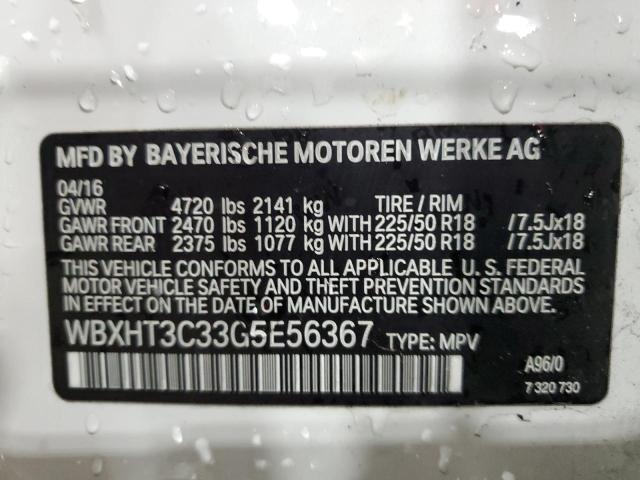 MFD BY BAYERISCHE MOTOREN WERKE AG
04/16
GVWR 4720 lbs 2141 kg TIRE / RIM
GAWR FRONT 2470 lbs 1120 kg WITH 225/50 R18 /7.5Jx18
GAWR REAR 2375 lbs 1077 kg WITH 225/50 R18 /7.5Jx18
THIS VEHICLE CONFORMS TO ALL APPLICABLE U. S. FEDERAL
MOTOR VEHICLE SAFETY AND THEFT PREVENTION STANDARDS
IN EFFECT ON THE DATE OF MANUFACTURE SHOWN ABOVE.
WBXHT3C33G5E56367 TYPE: MPV
A96/0
7 320 730